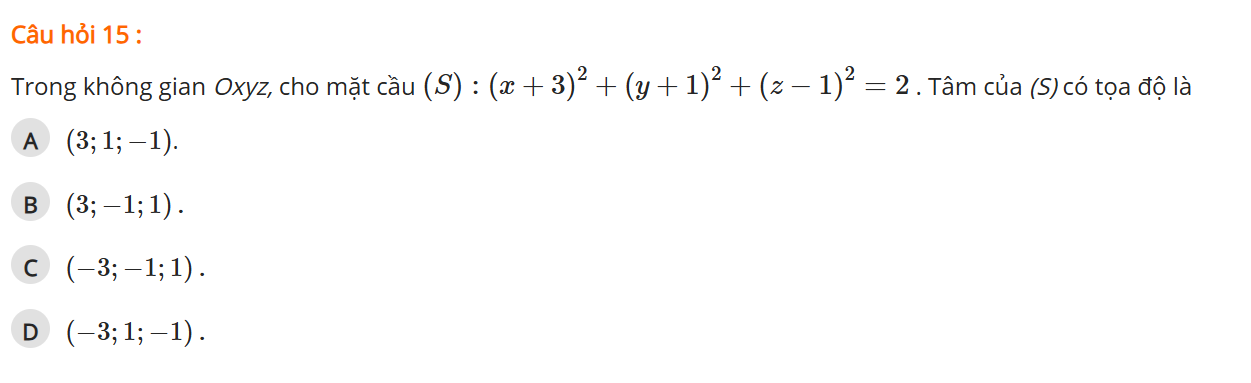 Câu hỏi 15 :
Trong không gian Oxyz, cho mặt cầu (S) : (x + 3)² + (y + 1)² + (z − 1)² = 2 . Tâm của (S) có tọa độ là
A (3; 1; −1).
B (3; −1; 1) .
C (−3; −1; 1) .
D (−3; 1; −1) .